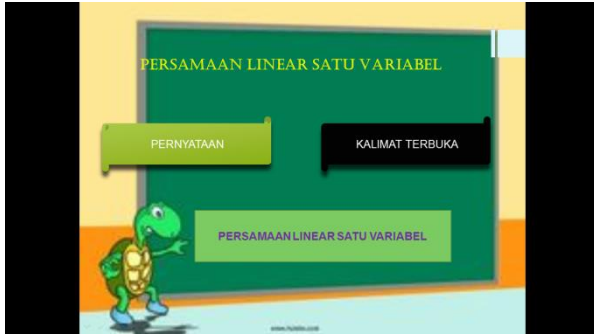 PERSAMAAN LINEAR SATU VARIABEL
PERNYATAAN
KALIMAT TERBUKA
PERSAMAAN LINEAR SATU VARIABEL